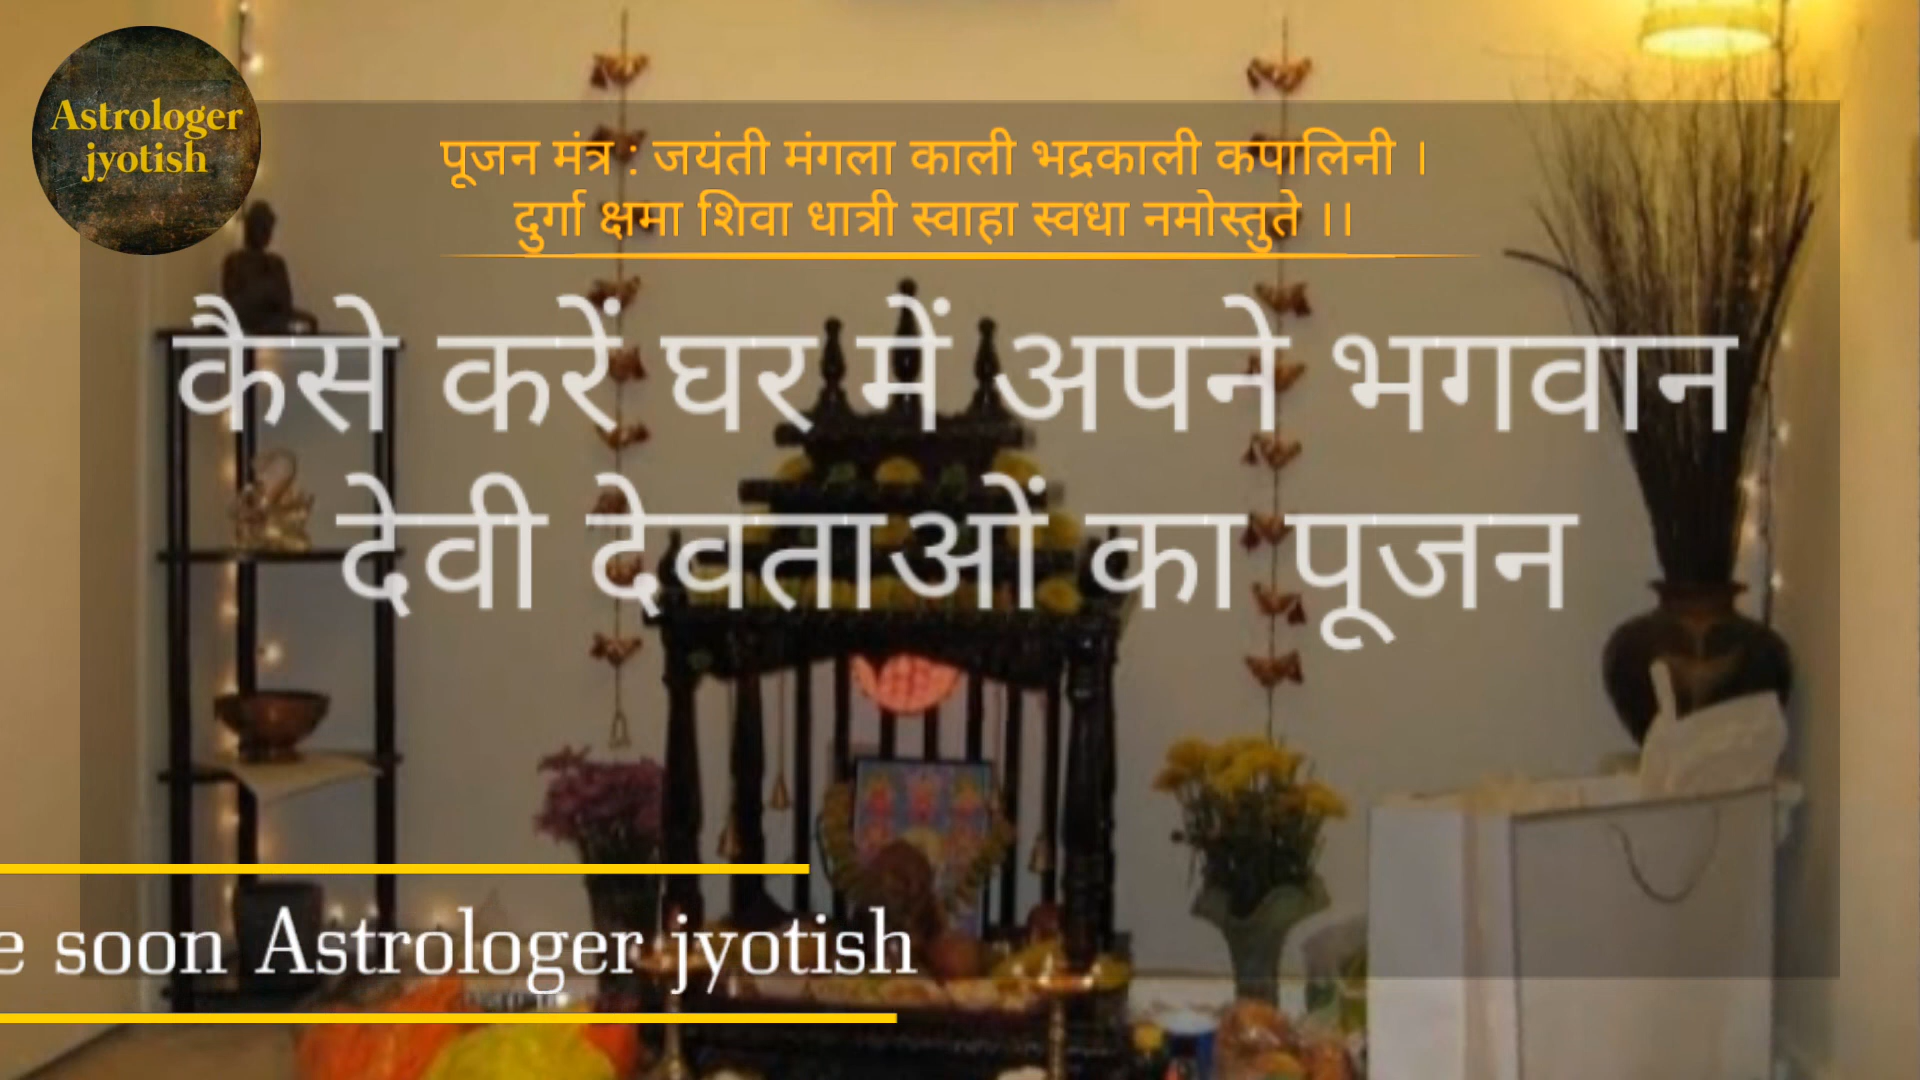 Astrologer
jyotish
पूजन मंत्र : जयंती मंगला काली भद्रकाली कपालिनी ।
दुर्गा क्षमा शिवा धात्री स्वाहा स्वधा नमोस्तुते ।।
कैसे करें घर में अपने भगवान
देवी देवताओं का पूजन
e soon Astrologer jyotish